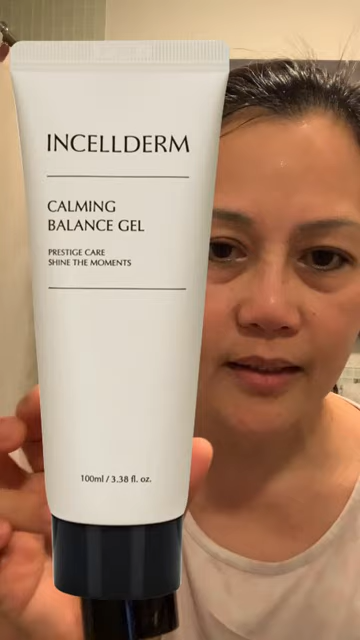 INCELLDERM
CALMING
BALANCE GEL
PRESTIGE CARE
SHINE THE MOMENTS
100ml / 3.38 fl. oz.